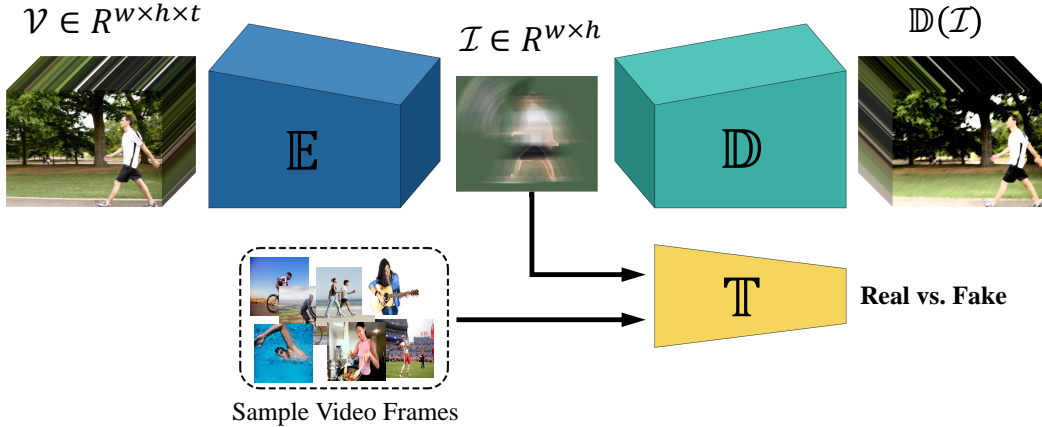 𝒱 ∈ R^{w×h×t}
ℐ ∈ R^{w×h}
𝔻(ℐ)
𝔼
𝔻
𝕋
Real vs. Fake
Sample Video Frames